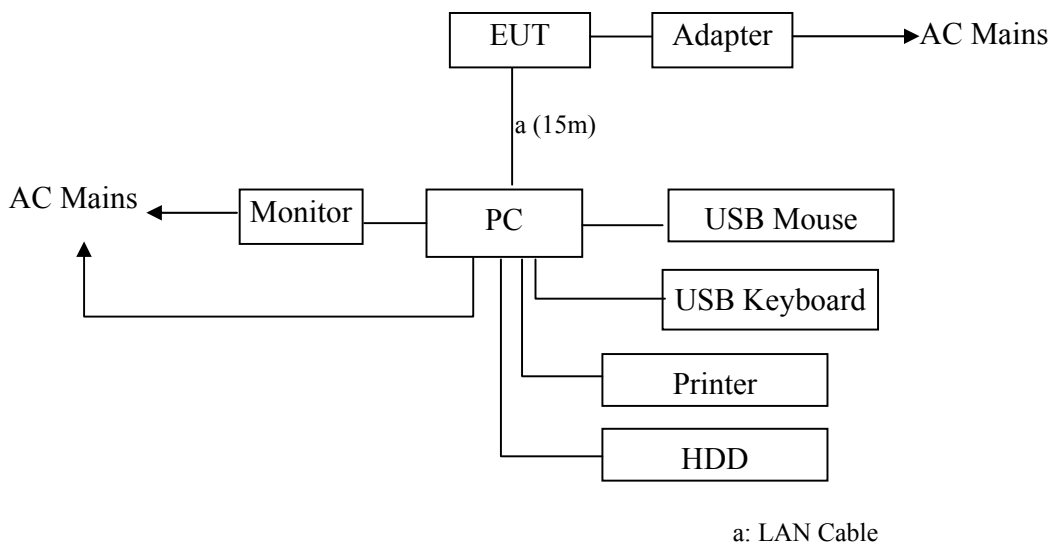 EUT
Adapter
AC Mains
a (15m)
AC Mains
Monitor
PC
USB Mouse
USB Keyboard
Printer
HDD
a: LAN Cable